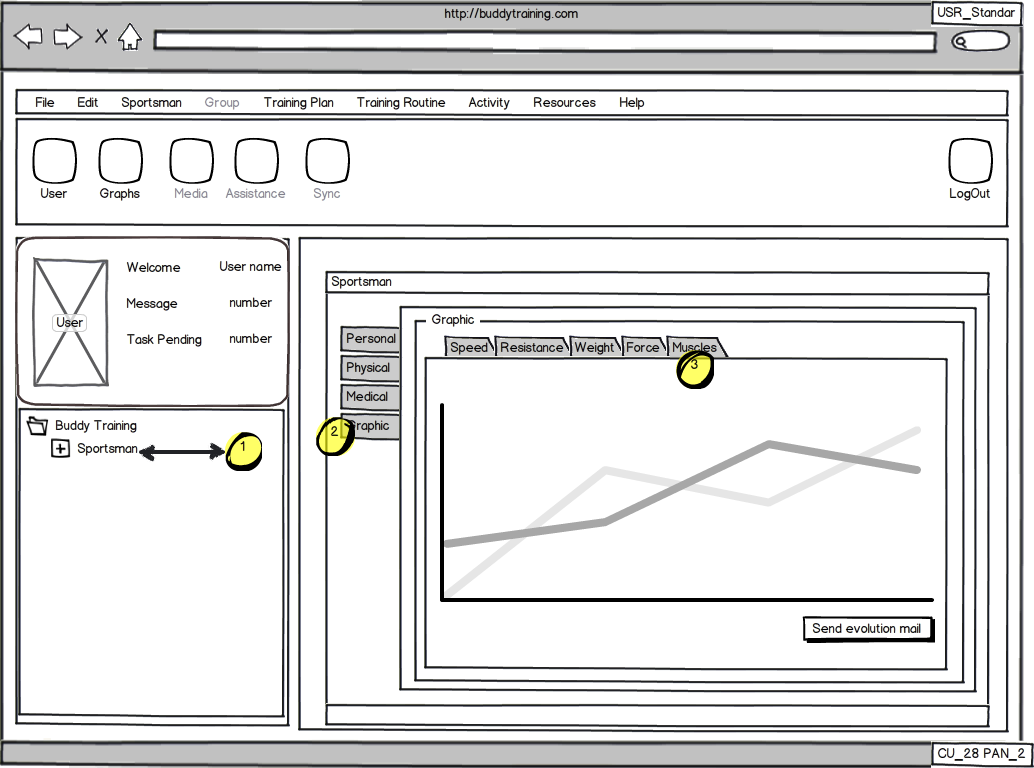 http://buddytraining.com
USR_Standar
File Edit Sportsman Group Training Plan Training Routine Activity Resources Help
User Graphs Media Assistance Sync LogOut
Welcome User name
Message number
User
Task Pending number
Buddy Training
Sportsman 1
Sportsman
Graphic
Personal
Physical
Medical
2 Graphic
Speed Resistance Weight Force Muscles
3
Send evolution mail
CU_28 PAN_2